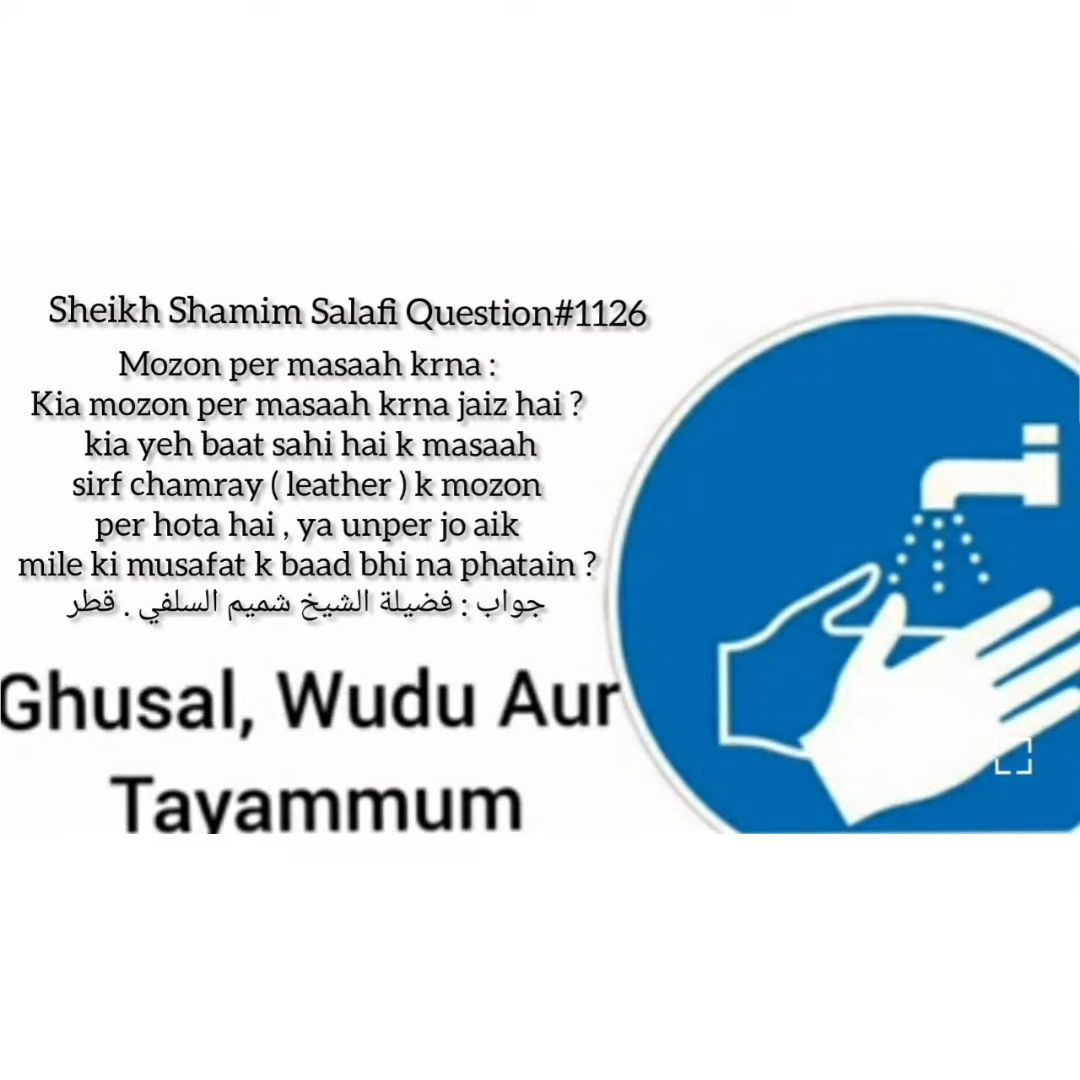 Sheikh Shamim Salafi Question#1126
Mozon per masaah krna :
Kia mozon per masaah krna jaiz hai ?
kia yeh baat sahi hai k masaah
sirf chamray ( leather ) k mozon
per hota hai , ya unper jo aik
mile ki musafat k baad bhi na phatain ?
جواب : فضيلة الشيخ شميم السلفي . قطر
Ghusal, Wudu Aur
Tayammum